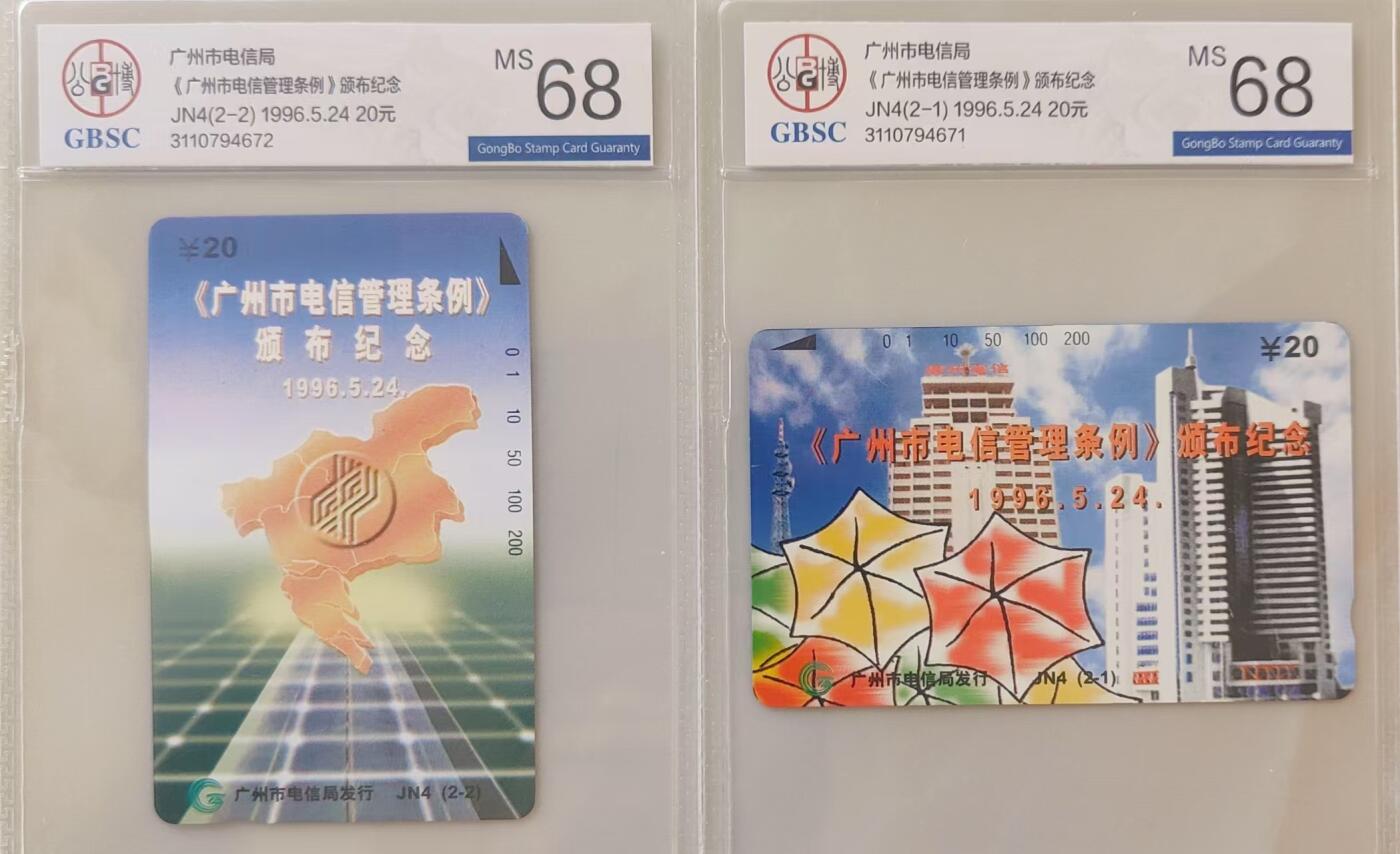 公博
BG
GBSC
广州市电信局
《广州市电信管理条例》颁布纪念
JN4(2-2) 1996.5.24 20元
3110794672
MS 68
GongBo Stamp Card Guaranty
¥20
《广州市电信管理条例》
颁布纪念
1996.5.24.
0 1 10 50 100 200
广州市电信局发行 JN4 (2-2)
公博
BG
GBSC
广州市电信局
《广州市电信管理条例》颁布纪念
JN4(2-1) 1996.5.24 20元
3110794671
MS 68
GongBo Stamp Card Guaranty
0 1 10 50 100 200
¥20
《广州市电信管理条例》颁布纪念
1996.5.24.
广州市电信局发行 JN4 (2-1)